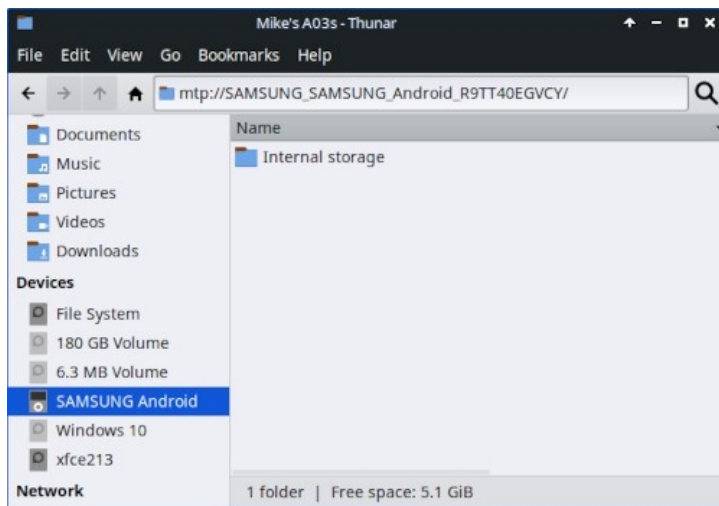 Mike's A03s - Thunar
File Edit View Go Bookmarks Help
mtp://SAMSUNG_SAMSUNG_Android_R9TT40EGVCY/
Documents
Music
Pictures
Videos
Downloads
Devices
File System
180 GB Volume
6.3 MB Volume
SAMSUNG Android
Windows 10
xfce213
Network
Name
Internal storage
1 folder | Free space: 5.1 GiB